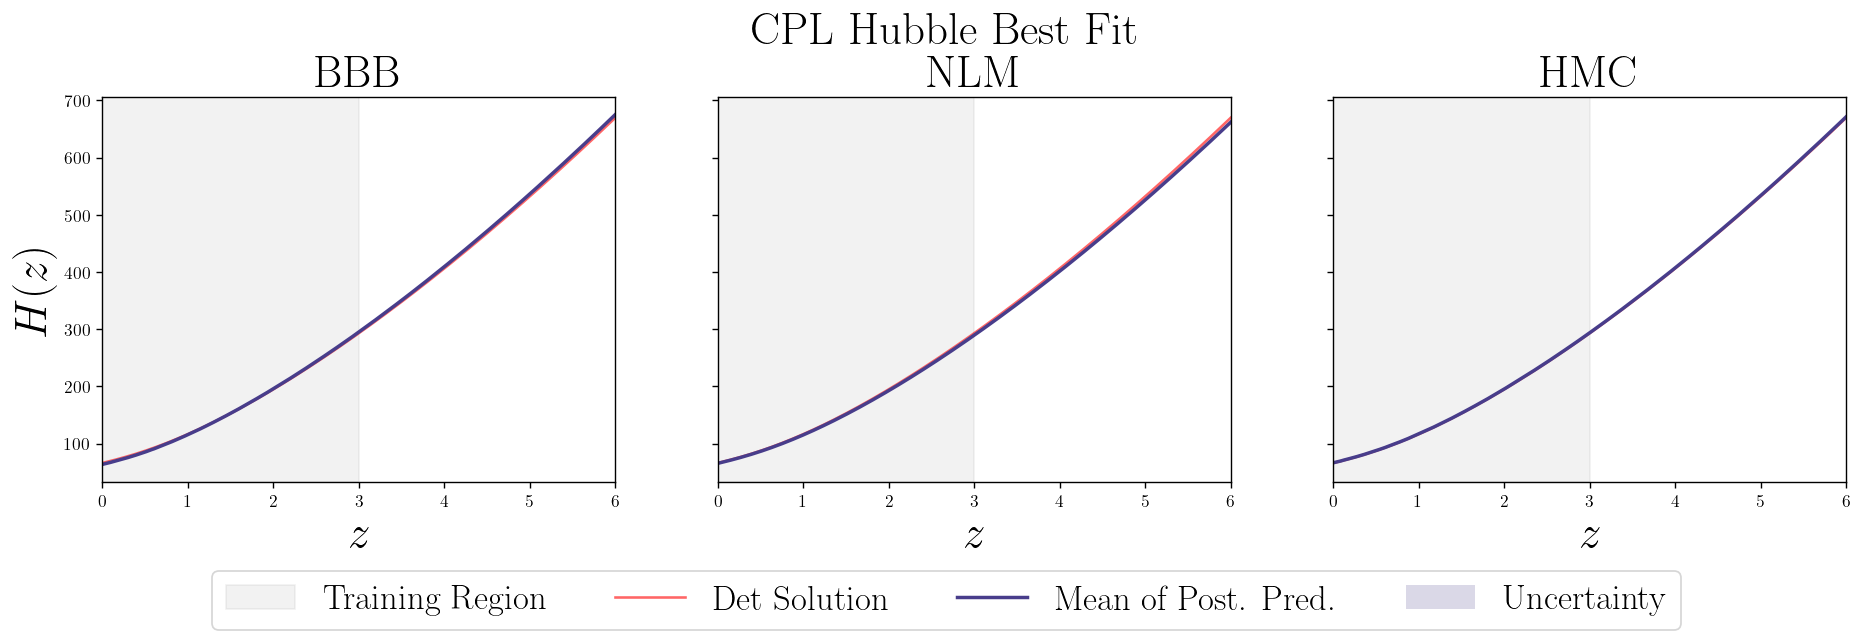 CPL Hubble Best Fit
BBB
NLM
HMC
700
600
500
400
300
200
100
H(z)
0 1 2 3 4 5 6
0 1 2 3 4 5 6
0 1 2 3 4 5 6
z
z
z
Training Region
Det Solution
Mean of Post. Pred.
Uncertainty